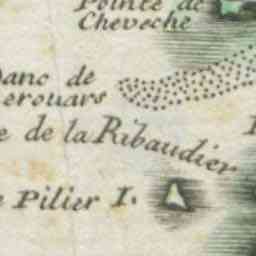 Pointe de
Cheveche
Banc de
erouars
e de la Ribaudier
e Pilier I.